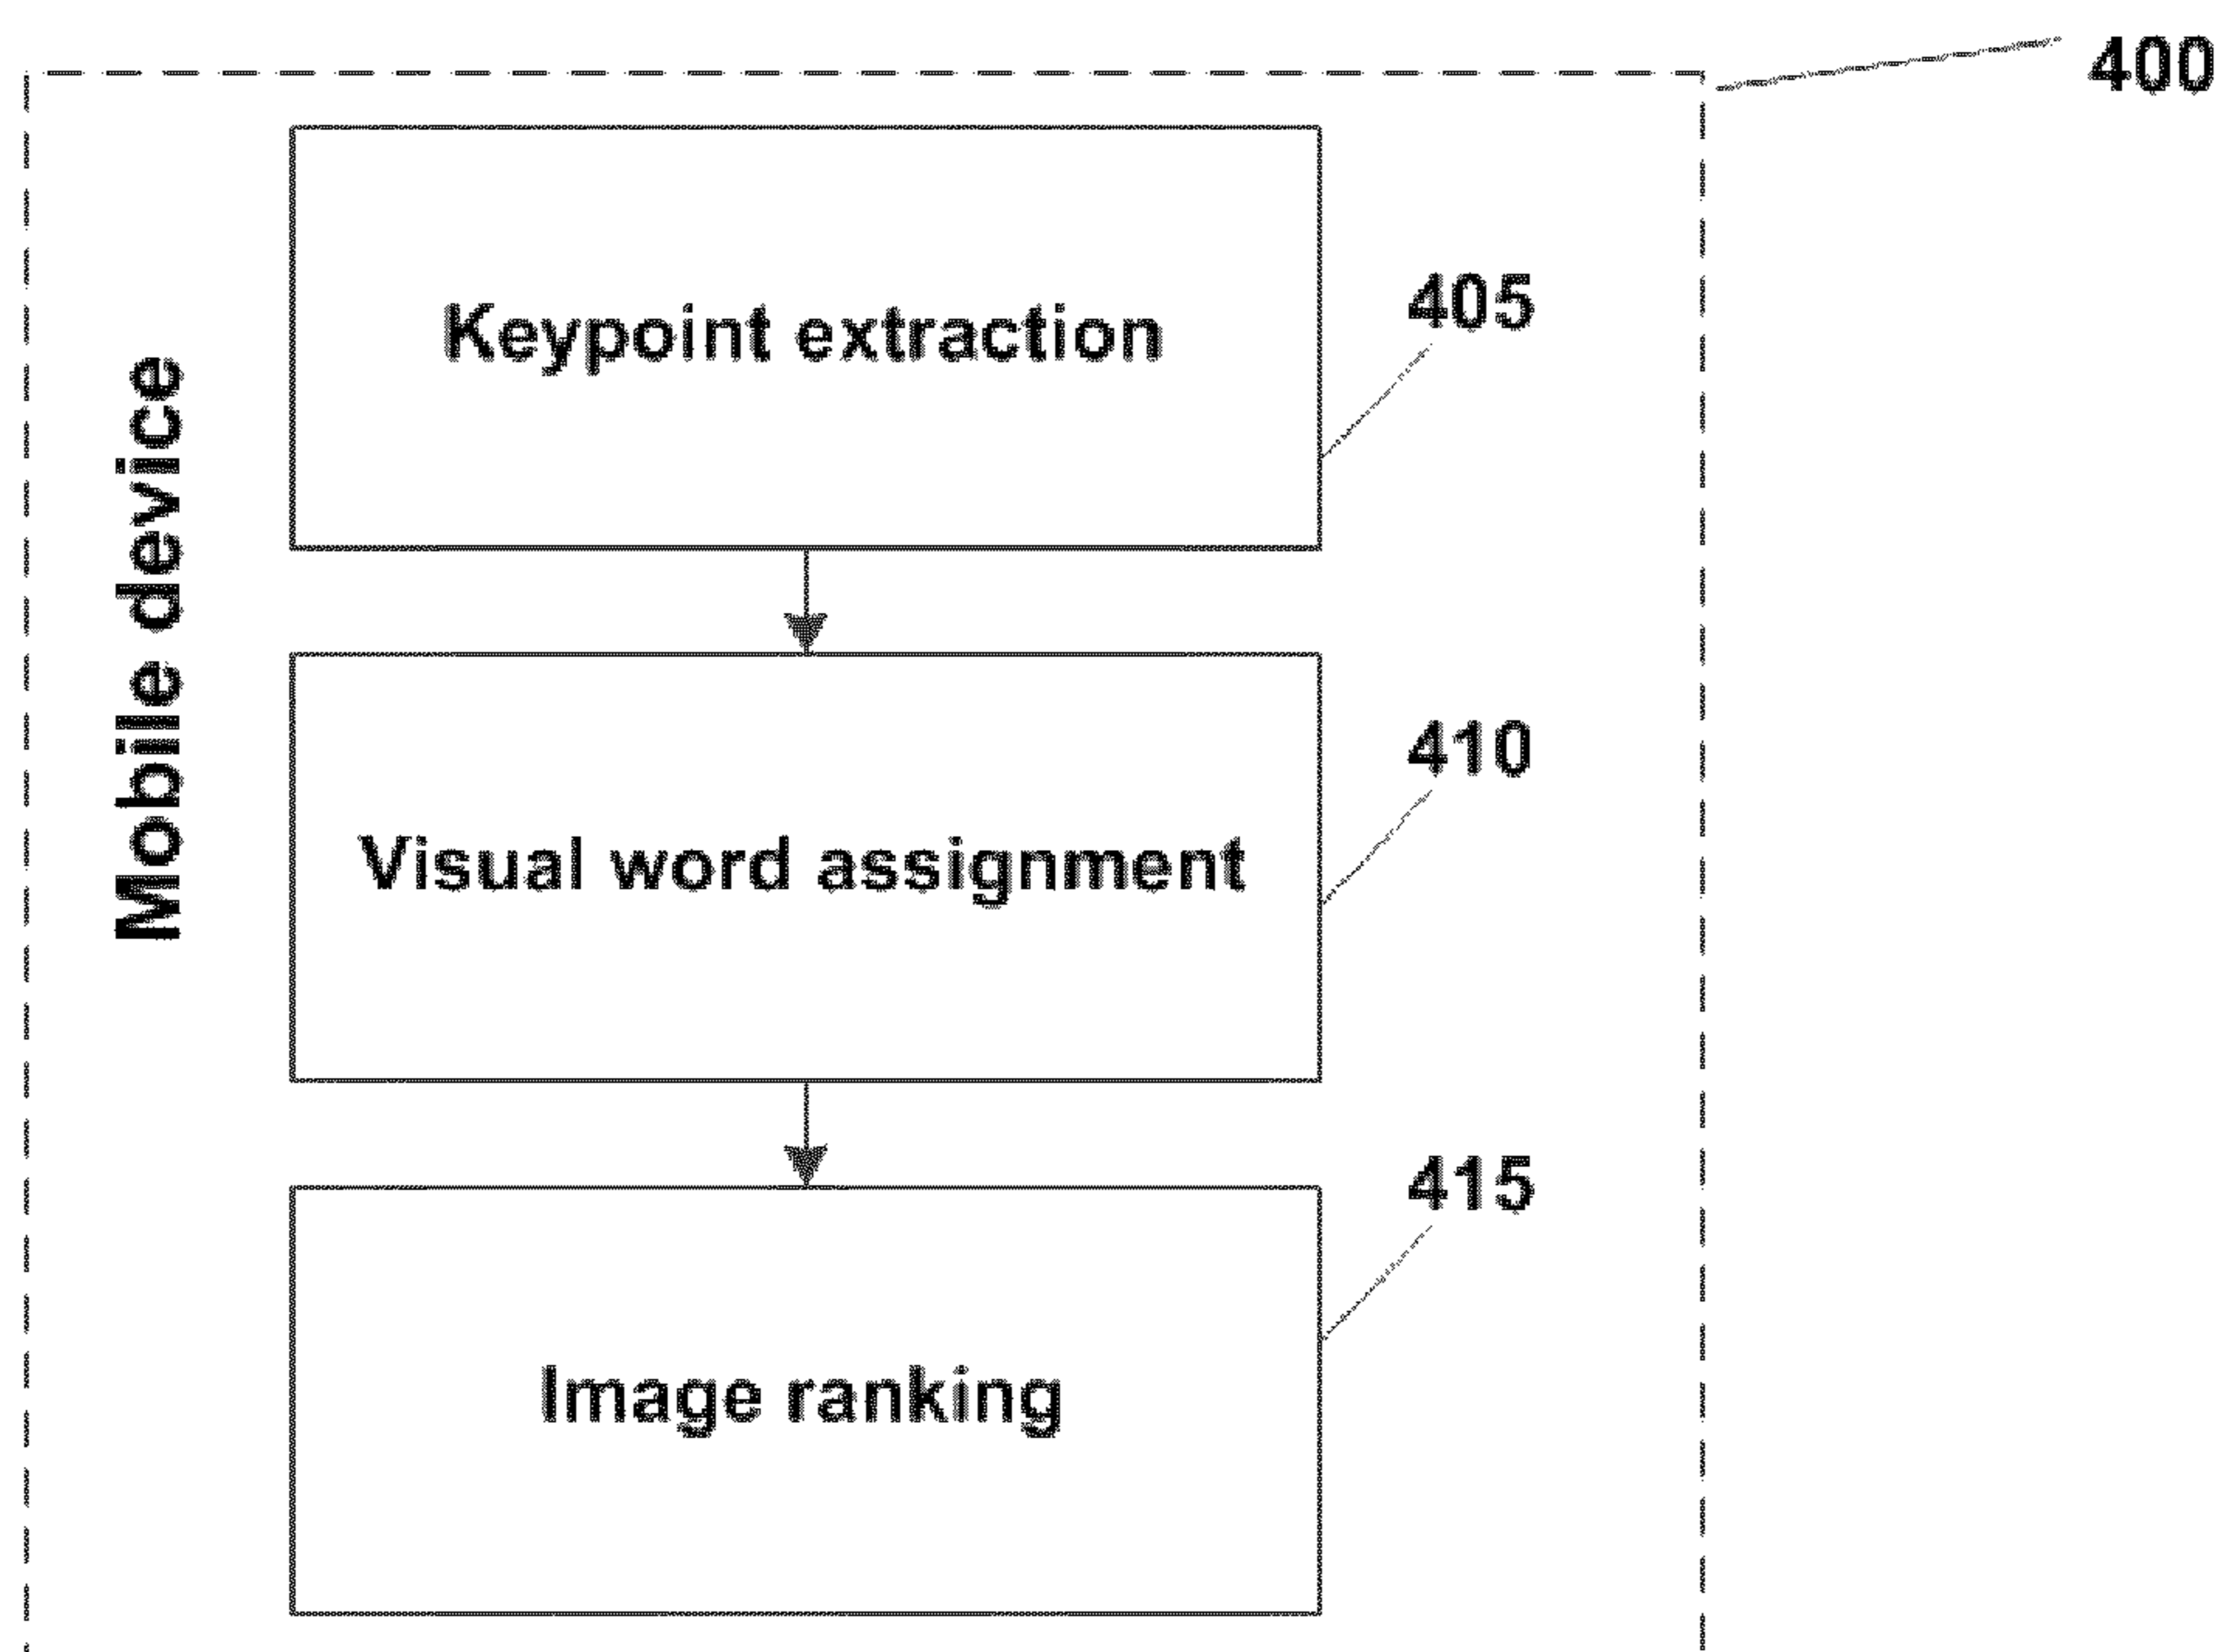 400
Mobile device
Keypoint extraction
405
Visual word assignment
410
Image ranking
415